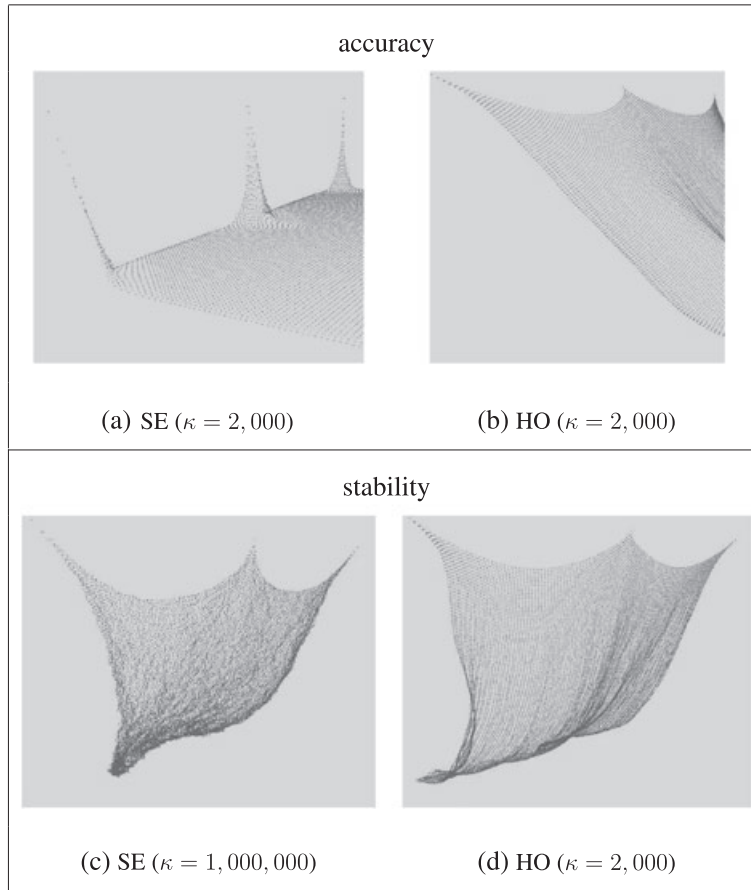 accuracy
(a) SE (κ = 2, 000)
(b) HO (κ = 2, 000)
stability
(c) SE (κ = 1, 000, 000)
(d) HO (κ = 2, 000)